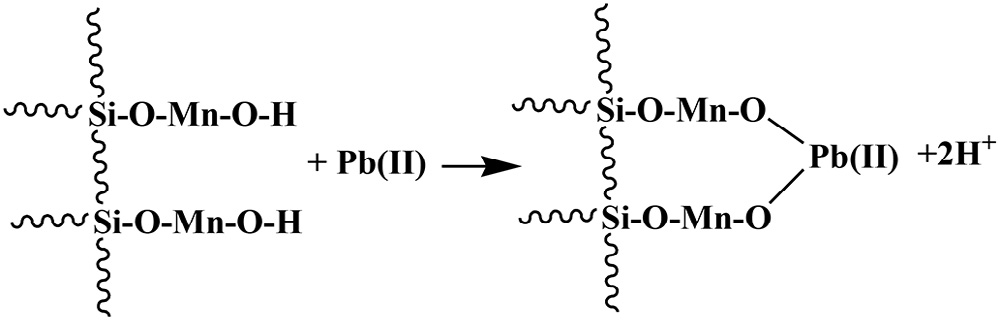 Si-O-Mn-O-H
Si-O-Mn-O
+ Pb(II)
Pb(II) +2H+
Si-O-Mn-O-H
Si-O-Mn-O